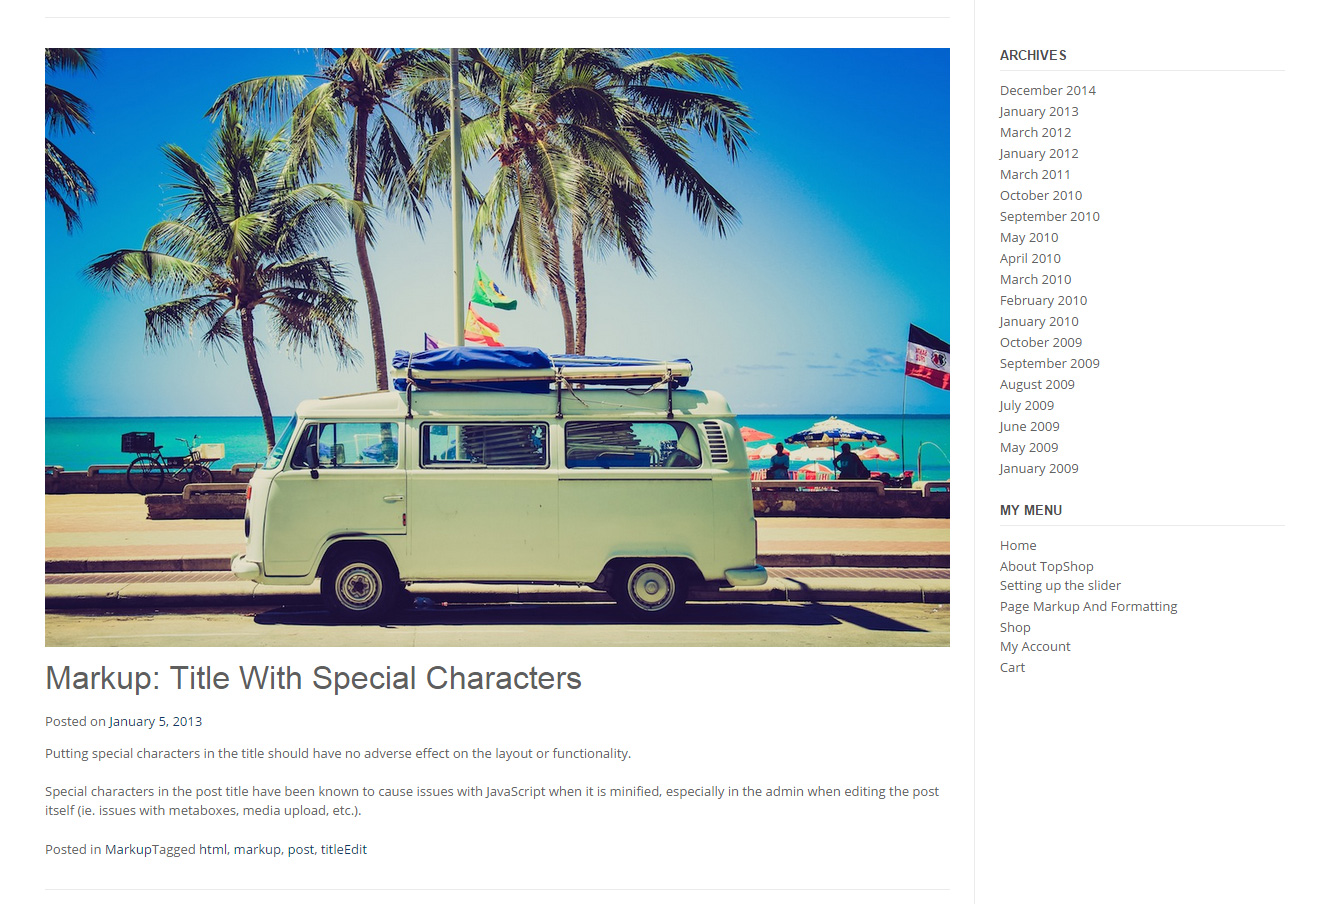 Markup: Title With Special Characters
Posted on January 5, 2013
Putting special characters in the title should have no adverse effect on the layout or functionality.
Special characters in the post title have been known to cause issues with JavaScript when it is minified, especially in the admin when editing the post
itself (ie. issues with metaboxes, media upload, etc.).
Posted in MarkupTagged html, markup, post, titleEdit
ARCHIVES
December 2014
January 2013
March 2012
January 2012
March 2011
October 2010
September 2010
May 2010
April 2010
March 2010
February 2010
January 2010
October 2009
September 2009
August 2009
July 2009
June 2009
May 2009
January 2009
MY MENU
Home
About TopShop
Setting up the slider
Page Markup And Formatting
Shop
My Account
Cart